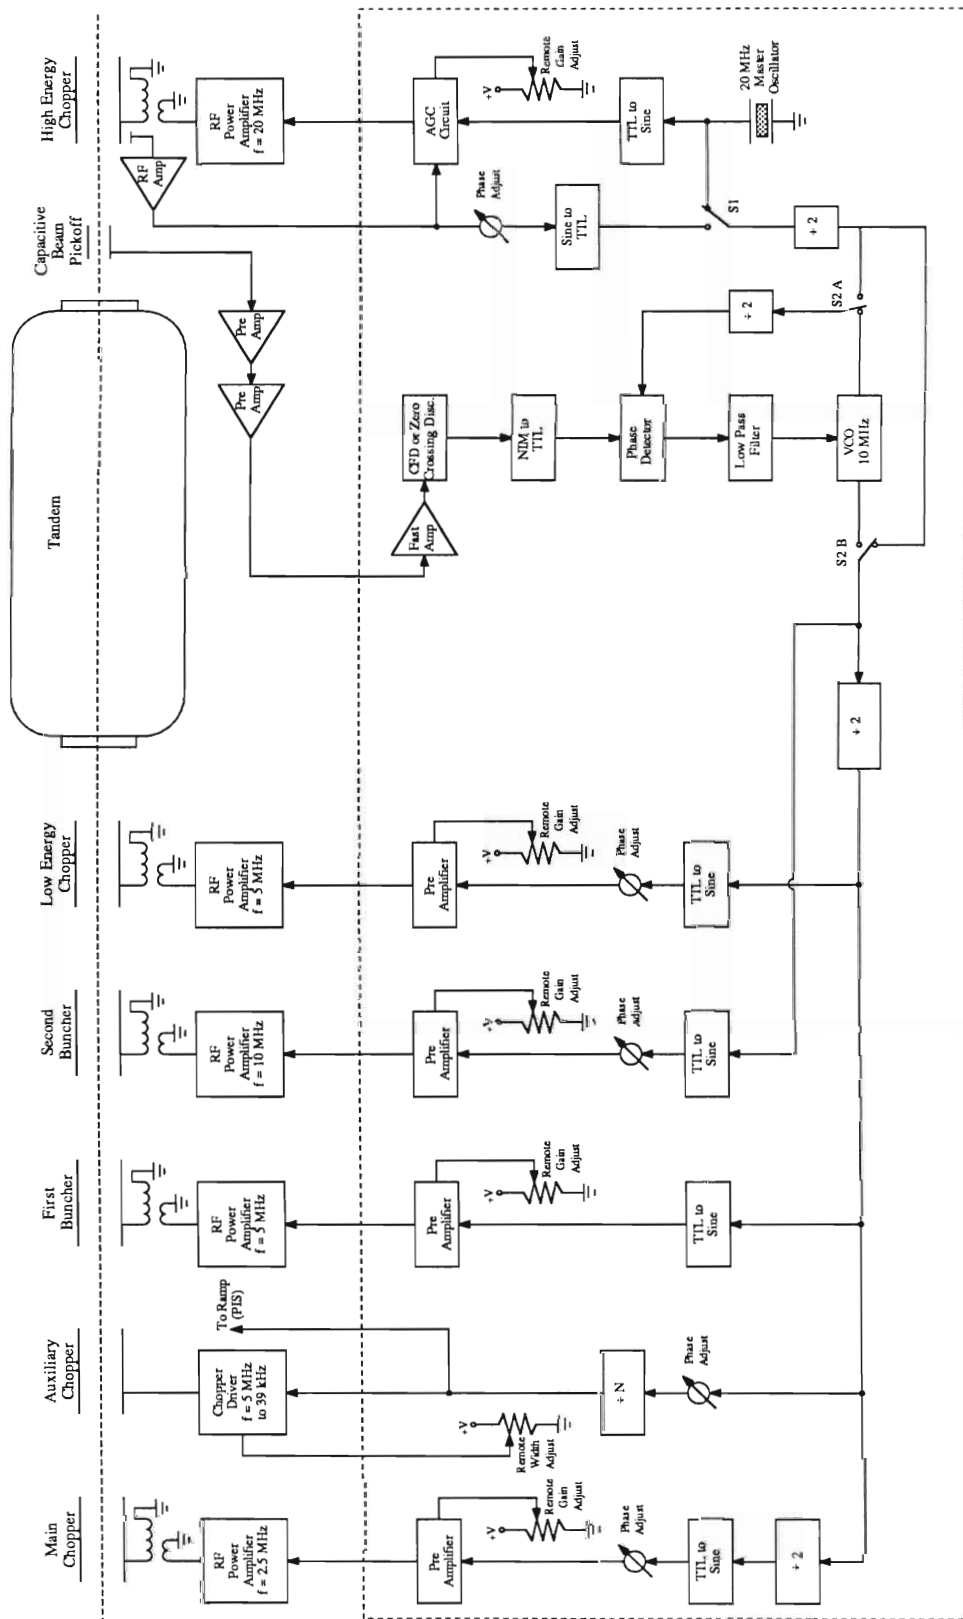 Main
Chopper
Auxiliary
Chopper
First
Buncher
Second
Buncher
Low Energy
Chopper
Tandem
Capacitive
Beam
Pickoff
High Energy
Chopper
RF
Power
Amplifier
f = 2.5 MHz
Chopper
Driver
f = 5 MHz
to 39 kHz
To Ramp
(PIS)
RF
Power
Amplifier
f = 5 MHz
RF
Power
Amplifier
f = 10 MHz
RF
Power
Amplifier
f = 5 MHz
Pre
Amp
Pre
Amp
RF
Amp
RF
Power
Amplifier
f = 20 MHz
Pre
Amplifier
+V
Remote
Gain
Adjust
+V
Remote
Width
Adjust
Pre
Amplifier
+V
Remote
Gain
Adjust
Pre
Amplifier
+V
Remote
Gain
Adjust
Pre
Amplifier
+V
Remote
Gain
Adjust
Fast
Amp
CFD or Zero
Crossing Disc.
AGC
Circuit
+V
Remote
Gain
Adjust
Phase
Adjust
NIM to
TTL
Sine to
TTL
Phase
Adjust
TTL to
Sine
÷ 2
÷ N
Phase
Adjust
TTL to
Sine
Phase
Adjust
TTL to
Sine
Phase
Adjust
TTL to
Sine
Phase
Detector
TTL to
Sine
Low Pass
Filter
÷ 2
S1
20 MHz
Master
Oscillator
÷ 2
S2 B
VCO
10 MHz
S2 A
÷ 2